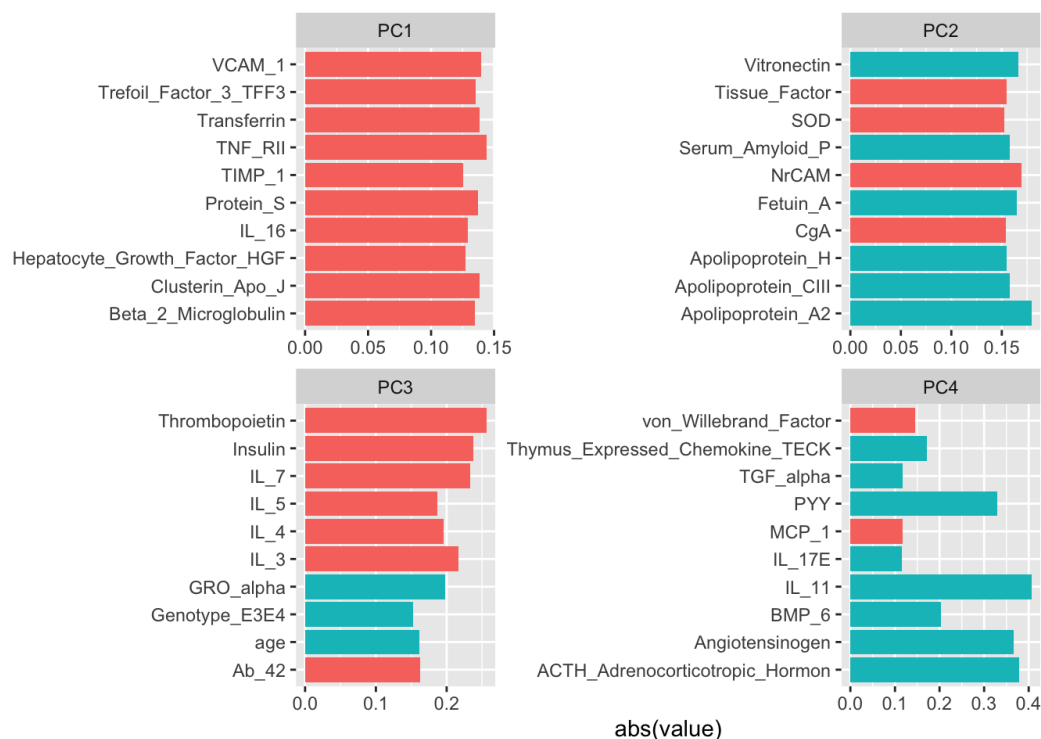 PC1
VCAM_1
Trefoil_Factor_3_TFF3
Transferrin
TNF_RII
TIMP_1
Protein_S
IL_16
Hepatocyte_Growth_Factor_HGF
Clusterin_Apo_J
Beta_2_Microglobulin
0.00 0.05 0.10 0.15
PC2
Vitronectin
Tissue_Factor
SOD
Serum_Amyloid_P
NrCAM
Fetuin_A
CgA
Apolipoprotein_H
Apolipoprotein_CIII
Apolipoprotein_A2
0.00 0.05 0.10 0.15
PC3
Thrombopoietin
Insulin
IL_7
IL_5
IL_4
IL_3
GRO_alpha
Genotype_E3E4
age
Ab_42
0.0 0.1 0.2
PC4
von_Willebrand_Factor
Thymus_Expressed_Chemokine_TECK
TGF_alpha
PYY
MCP_1
IL_17E
IL_11
BMP_6
Angiotensinogen
ACTH_Adrenocorticotropic_Hormon
0.0 0.1 0.2 0.3 0.4
abs(value)